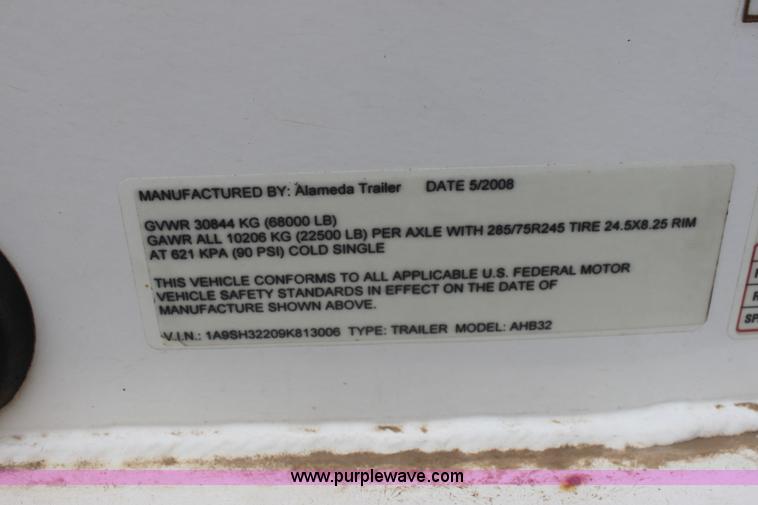 MANUFACTURED BY: Alameda Trailer DATE 5/2008
GVWR 30844 KG (68000 LB)
GAWR ALL 10206 KG (22500 LB) PER AXLE WITH 285/75R245 TIRE 24.5X8.25 RIM
AT 621 KPA (90 PSI) COLD SINGLE
THIS VEHICLE CONFORMS TO ALL APPLICABLE U.S. FEDERAL MOTOR
VEHICLE SAFETY STANDARDS IN EFFECT ON THE DATE OF
MANUFACTURE SHOWN ABOVE.
V.I.N.: 1A9SH32209K813006 TYPE: TRAILER MODEL: AHB32
SP
www.purplewave.com